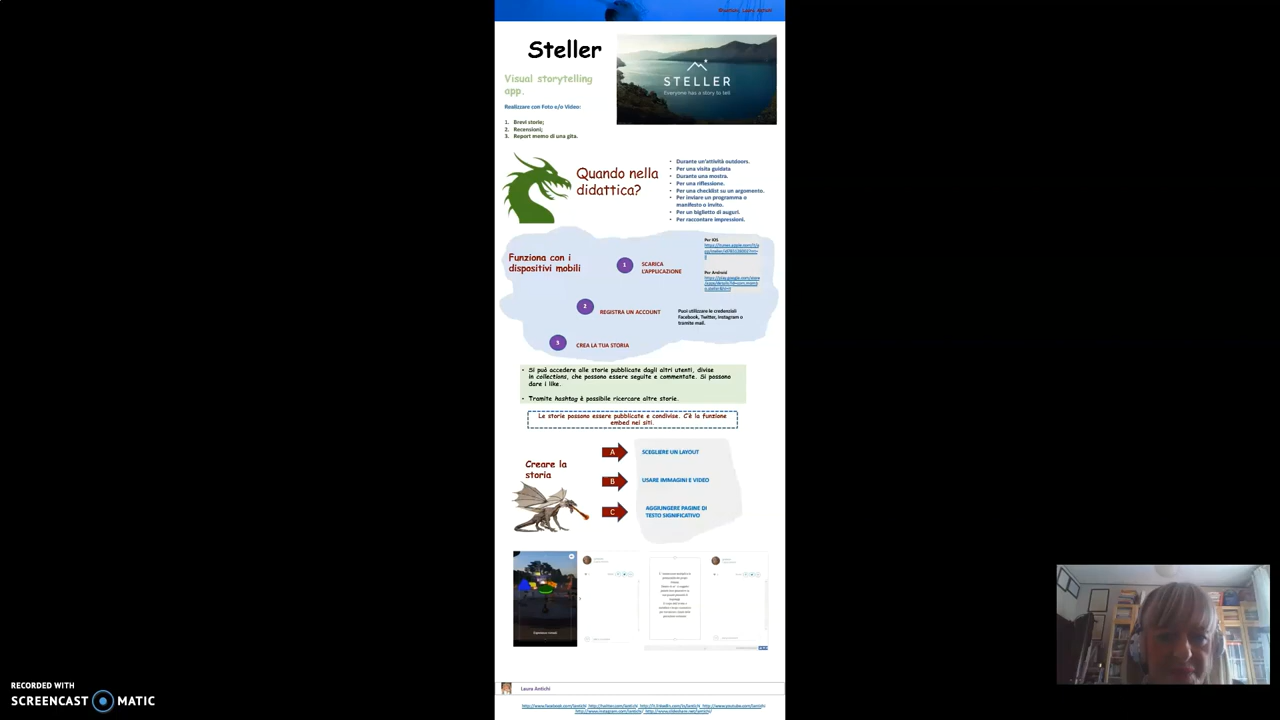 Steller
STELLER
Everyone has a story to tell
Visual storytelling
app.
Realizzare con Foto e/o Video:
1. Brevi storie;
2. Recensioni;
3. Report memo di una gita.
Quando nella
didattica?
• Durante un'attività outdoors.
• Per una visita guidata
• Durante una mostra.
• Per una riflessione.
• Per una checklist su un argomento.
• Per inviare un programma o
manifesto o invito.
• Per un biglietto di auguri.
• Per raccontare impressioni.
Funziona con i
dispositivi mobili
1
SCARICA
L'APPLICAZIONE
Per iOS
Per Android
2
REGISTRA UN ACCOUNT
Puoi utilizzare le credenziali
Facebook, Twitter, Instagram o
tramite mail.
3
CREA LA TUA STORIA
• Si può accedere alle storie pubblicate dagli altri utenti, divise
in collections, che possono essere seguite e commentate. Si possono
dare i like.
• Tramite hashtag è possibile ricercare altre storie.
Le storie possono essere pubblicate e condivise. C'è la funzione
embed nei siti.
Creare la
storia
A
SCEGLIERE UN LAYOUT
B
USARE IMMAGINI E VIDEO
C
AGGIUNGERE PAGINE DI
TESTO SIGNIFICATIVO
Laura Antichi
RECORDED WITH
SCREENCAST MATIC